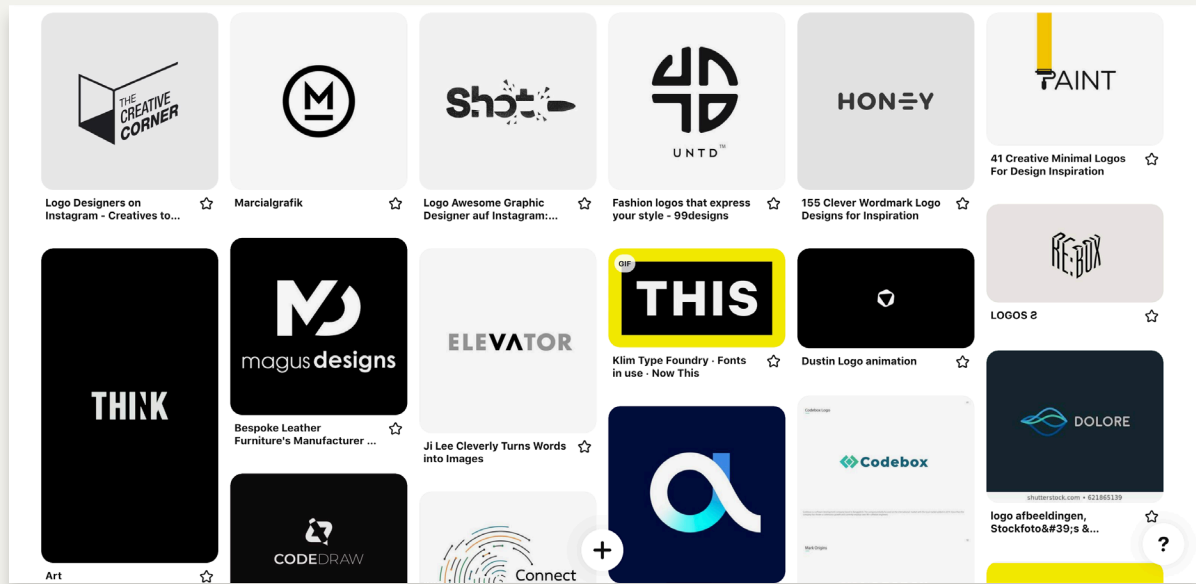 THE
CREATIVE
CORNER
Logo Designers on
Instagram - Creatives to...
M
Marcialgrafik
Shot
Logo Awesome Graphic
Designer auf Instagram:...
UNTD™
Fashion logos that express
your style - 99designs
HONEY
155 Clever Wordmark Logo
Designs for Inspiration
PAINT
41 Creative Minimal Logos
For Design Inspiration
THINK
Art
MD
magus designs
Bespoke Leather
Furniture's Manufacturer ...
CODEDRAW
ELEVATOR
Ji Lee Cleverly Turns Words
into Images
Connect
GIF
THIS
Klim Type Foundry · Fonts
in use · Now This
a
Dustin Logo animation
Codebox Logo
Codebox
RE:BOX
LOGOS 2
DOLORE
shutterstock.com • 621865139
logo afbeeldingen,
Stockfoto&#39;s &...
+
?